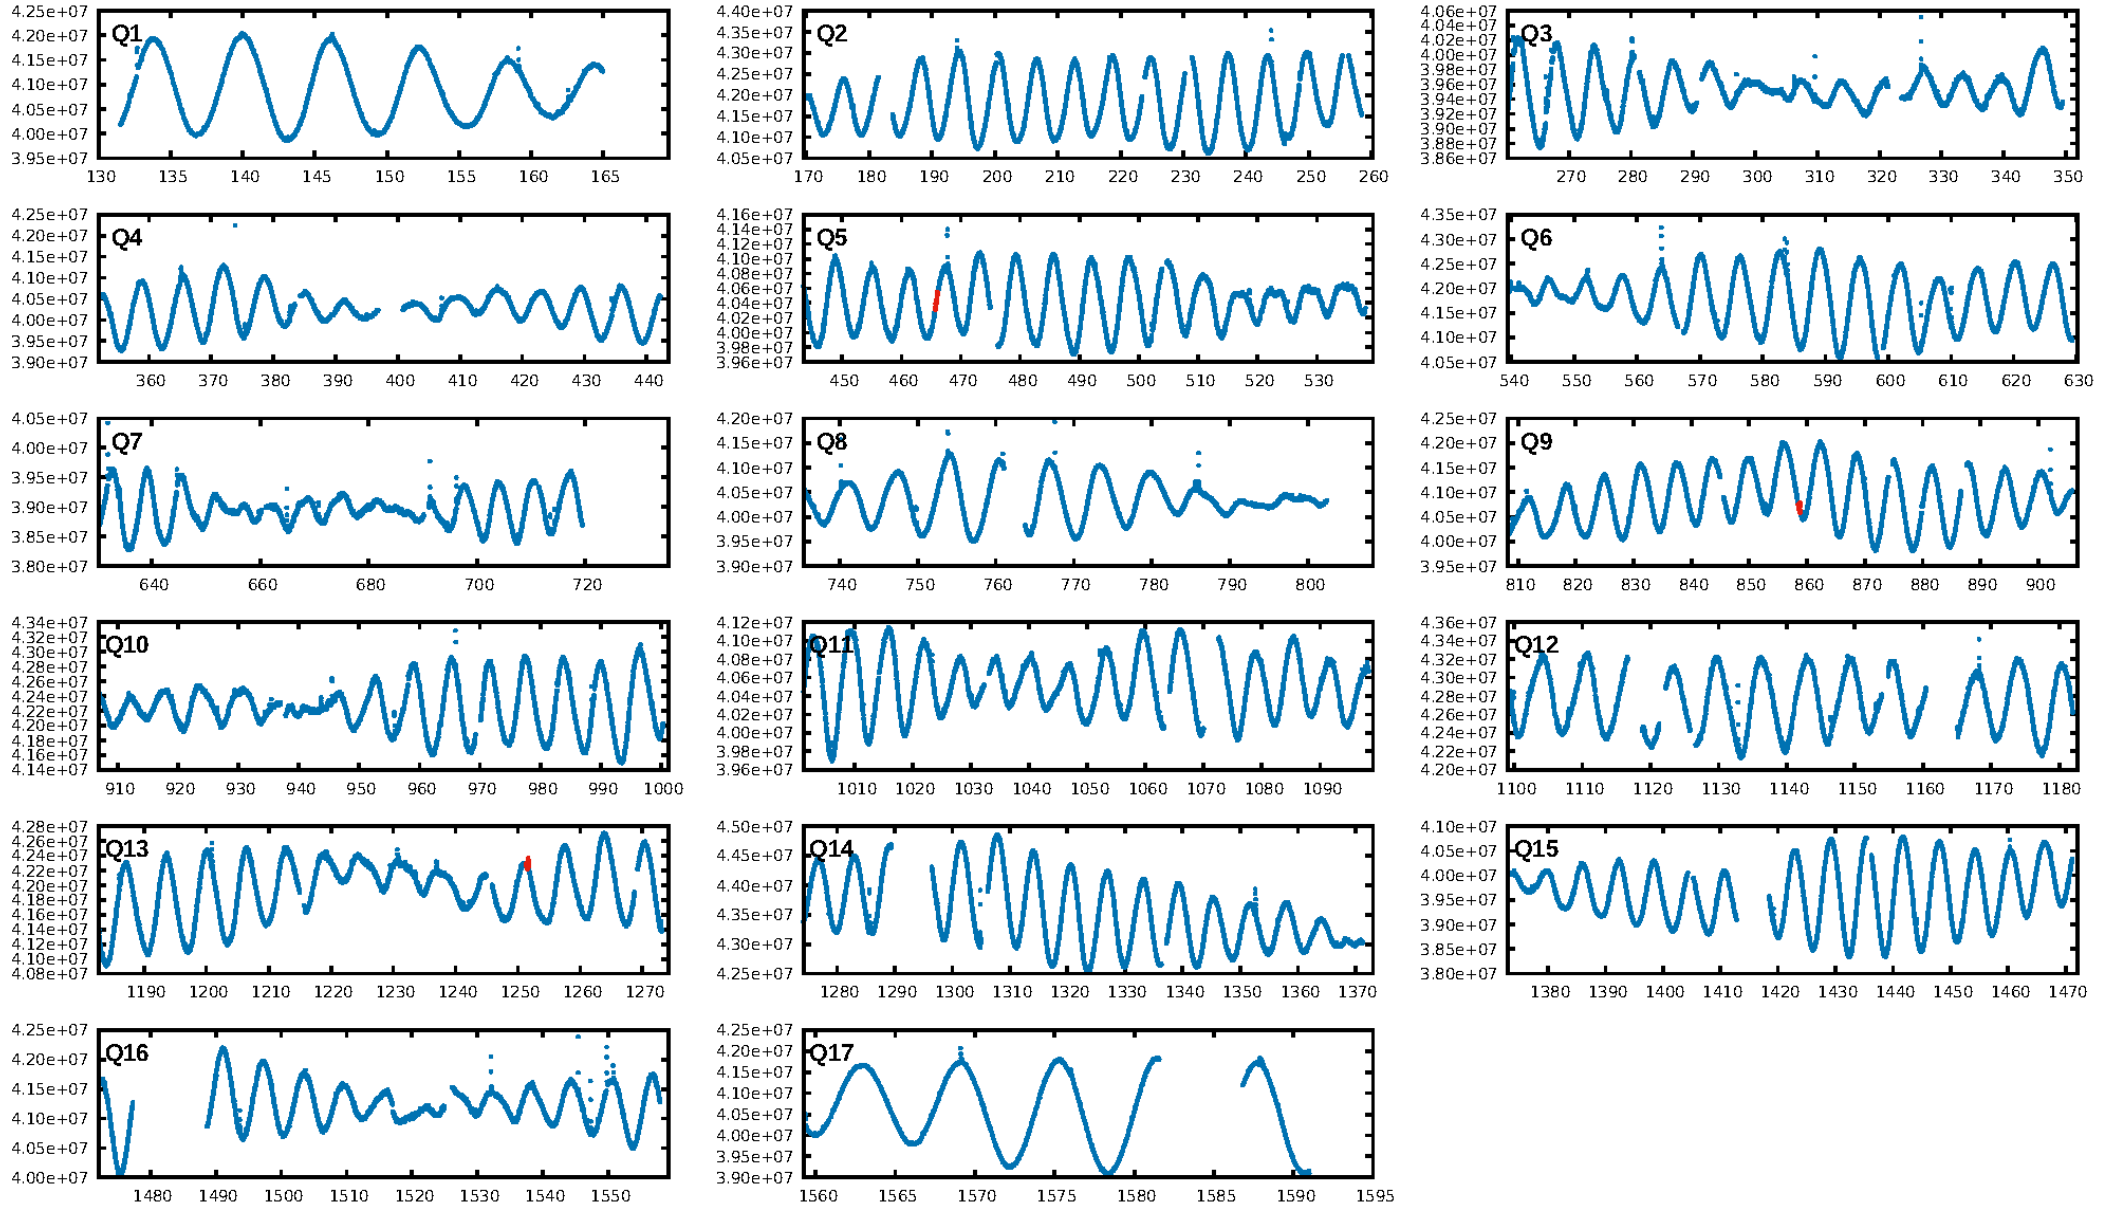 4.25e+07 4.20e+07 4.15e+07 4.10e+07 4.05e+07 4.00e+07 3.95e+07
Q1
130 135 140 145 150 155 160 165
4.40e+07 4.35e+07 4.30e+07 4.25e+07 4.20e+07 4.15e+07 4.10e+07 4.05e+07
Q2
170 180 190 200 210 220 230 240 250 260
4.06e+07 4.04e+07 4.02e+07 4.00e+07 3.98e+07 3.96e+07 3.94e+07 3.92e+07 3.90e+07 3.88e+07 3.86e+07
Q3
270 280 290 300 310 320 330 340 350
4.25e+07 4.20e+07 4.15e+07 4.10e+07 4.05e+07 4.00e+07 3.95e+07 3.90e+07
Q4
360 370 380 390 400 410 420 430 440
4.16e+07 4.14e+07 4.12e+07 4.10e+07 4.08e+07 4.06e+07 4.04e+07 4.02e+07 4.00e+07 3.98e+07 3.96e+07
Q5
450 460 470 480 490 500 510 520 530
4.35e+07 4.30e+07 4.25e+07 4.20e+07 4.15e+07 4.10e+07 4.05e+07
Q6
540 550 560 570 580 590 600 610 620 630
4.05e+07 4.00e+07 3.95e+07 3.90e+07 3.85e+07 3.80e+07
Q7
640 660 680 700 720
4.20e+07 4.15e+07 4.10e+07 4.05e+07 4.00e+07 3.95e+07 3.90e+07
Q8
740 750 760 770 780 790 800
4.25e+07 4.20e+07 4.15e+07 4.10e+07 4.05e+07 4.00e+07 3.95e+07
Q9
810 820 830 840 850 860 870 880 890 900
4.34e+07 4.32e+07 4.30e+07 4.28e+07 4.26e+07 4.24e+07 4.22e+07 4.20e+07 4.18e+07 4.16e+07 4.14e+07
Q10
910 920 930 940 950 960 970 980 990 1000
4.12e+07 4.10e+07 4.08e+07 4.06e+07 4.04e+07 4.02e+07 4.00e+07 3.98e+07 3.96e+07
Q11
1010 1020 1030 1040 1050 1060 1070 1080 1090
4.36e+07 4.34e+07 4.32e+07 4.30e+07 4.28e+07 4.26e+07 4.24e+07 4.22e+07 4.20e+07
Q12
1100 1110 1120 1130 1140 1150 1160 1170 1180
4.28e+07 4.26e+07 4.24e+07 4.22e+07 4.20e+07 4.18e+07 4.16e+07 4.14e+07 4.12e+07 4.10e+07 4.08e+07
Q13
1190 1200 1210 1220 1230 1240 1250 1260 1270
4.50e+07 4.45e+07 4.40e+07 4.35e+07 4.30e+07 4.25e+07
Q14
1280 1290 1300 1310 1320 1330 1340 1350 1360 1370
4.10e+07 4.05e+07 4.00e+07 3.95e+07 3.90e+07 3.85e+07 3.80e+07
Q15
1380 1390 1400 1410 1420 1430 1440 1450 1460 1470
4.25e+07 4.20e+07 4.15e+07 4.10e+07 4.05e+07 4.00e+07
Q16
1480 1490 1500 1510 1520 1530 1540 1550
4.25e+07 4.20e+07 4.15e+07 4.10e+07 4.05e+07 4.00e+07 3.95e+07 3.90e+07
Q17
1560 1565 1570 1575 1580 1585 1590 1595